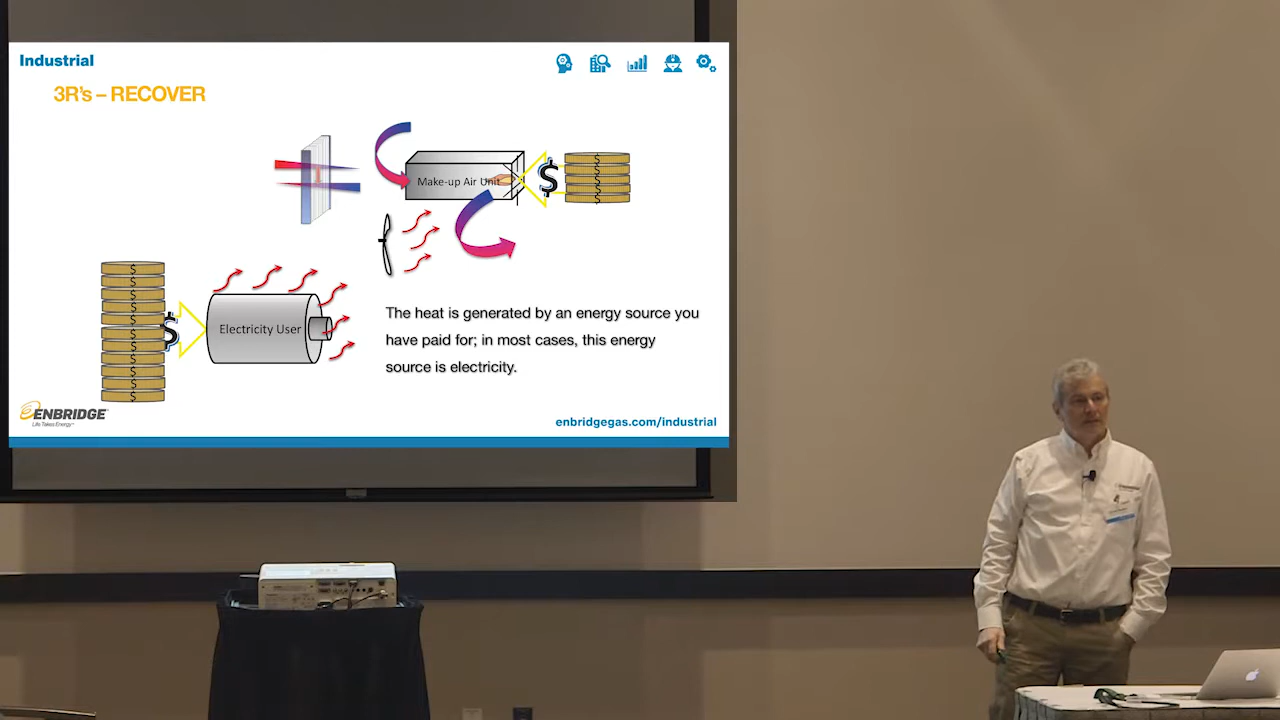 Industrial
3R's – RECOVER
Make-up Air Unit
$
Electricity User
$
The heat is generated by an energy source you
have paid for; in most cases, this energy
source is electricity.
ENBRIDGE
Life Takes Energy™
enbridgegas.com/industrial